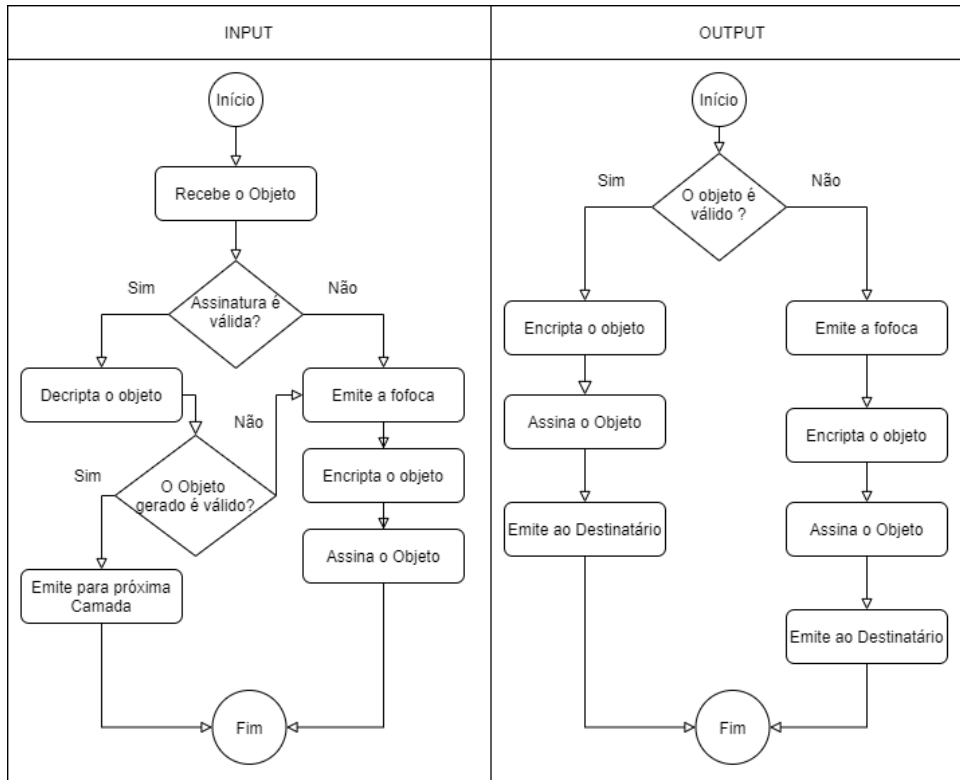 INPUT
OUTPUT
Início
Recebe o Objeto
Sim
Não
Assinatura é
válida?
Decripta o objeto
Emite a fofoca
Não
Sim
O Objeto
gerado é válido?
Encripta o objeto
Assina o Objeto
Emite para próxima
Camada
Fim
Início
Sim
Não
O objeto é
válido ?
Encripta o objeto
Emite a fofoca
Assina o Objeto
Encripta o objeto
Emite ao Destinatário
Assina o Objeto
Emite ao Destinatário
Fim